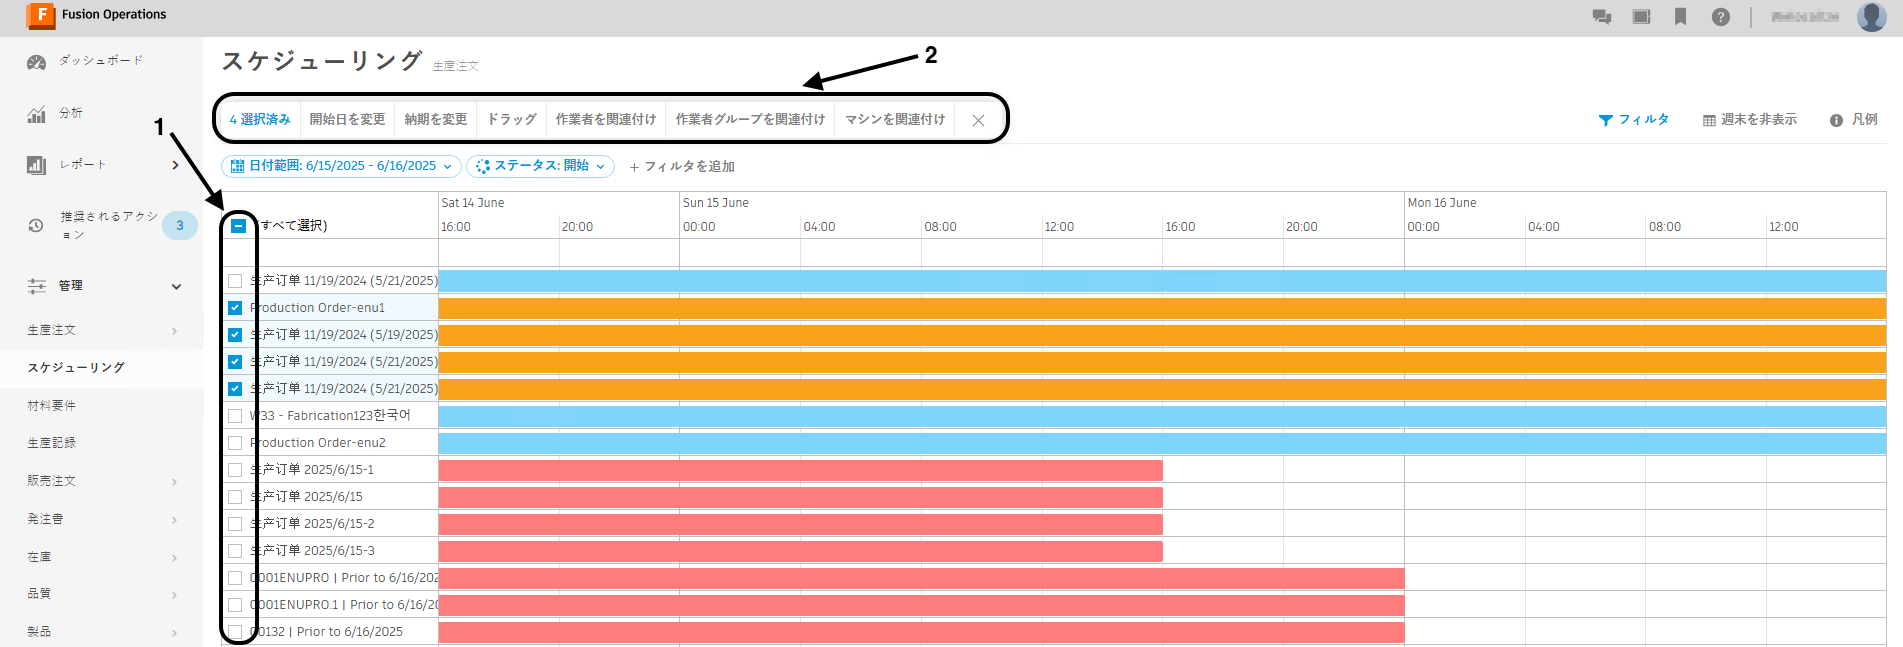 F Fusion Operations
?
ダッシュボード
分析
レポート
推奨されるアクション
3
管理
生産注文
スケジューリング
材料要件
生産記録
販売注文
発注書
在庫
品質
製品
スケジューリング 生産注文
2
1
4 選択済み 開始日を変更 納期を変更 ドラッグ 作業者を関連付け 作業者グループを関連付け マシンを関連付け
フィルタ 週末を非表示 凡例
日付範囲: 6/15/2025 - 6/16/2025 ステータス: 開始 + フィルタを追加
Sat 14 June Sun 15 June Mon 16 June
すべて選択) 16:00 20:00 00:00 04:00 08:00 12:00 16:00 20:00 00:00 04:00 08:00 12:00
生产订单 11/19/2024 (5/21/2025)
Production Order-enu1
生产订单 11/19/2024 (5/19/2025)
生产订单 11/19/2024 (5/21/2025)
生产订单 11/19/2024 (5/21/2025)
W33 - Fabrication123한국어
Production Order-enu2
生产订单 2025/6/15-1
生产订单 2025/6/15
生产订单 2025/6/15-2
生产订单 2025/6/15-3
0001ENUPRO | Prior to 6/16/202
0001ENUPRO.1 | Prior to 6/16/20
00132 | Prior to 6/16/2025